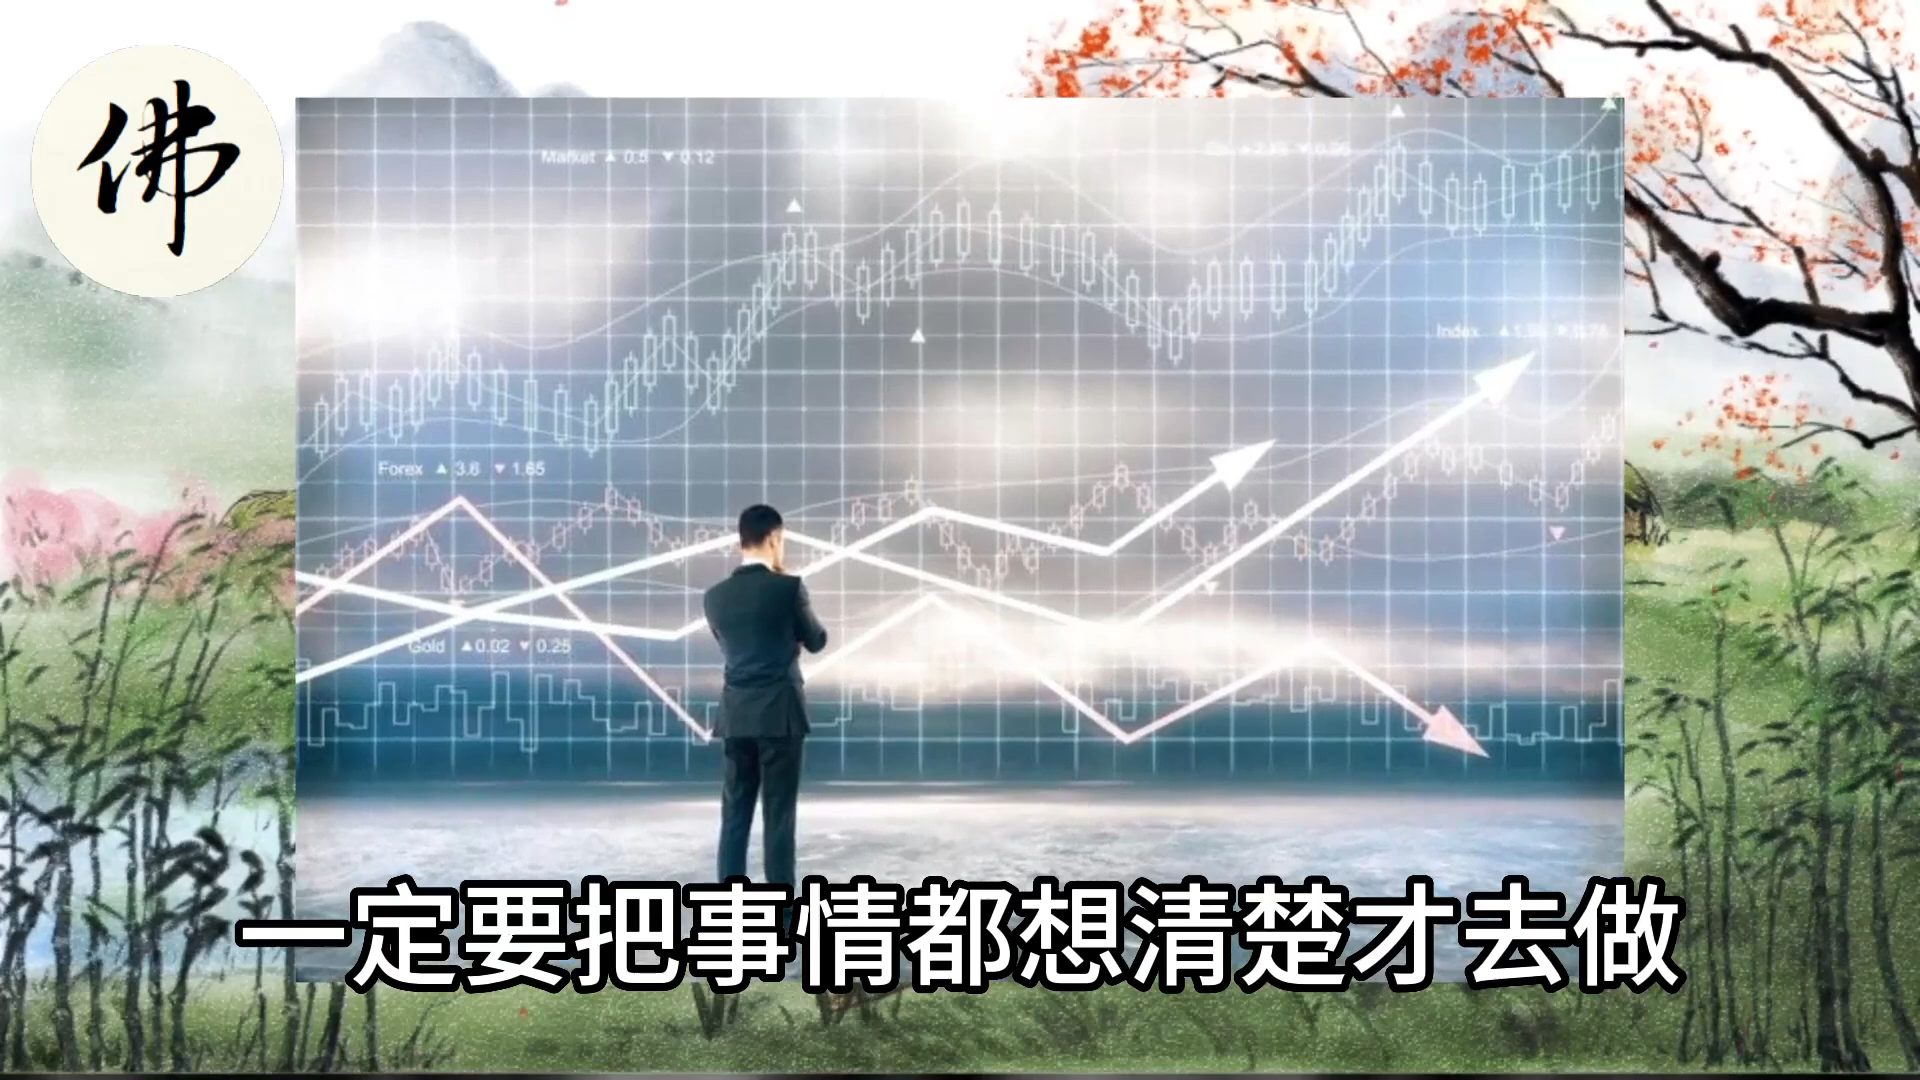 佛
Market ▲ 0.5 ▼ 0.12
Index
Forex ▲ 3.6 ▼ 1.65
Gold ▲ 0.02 ▼ 0.25
一定要把事情都想清楚才去做